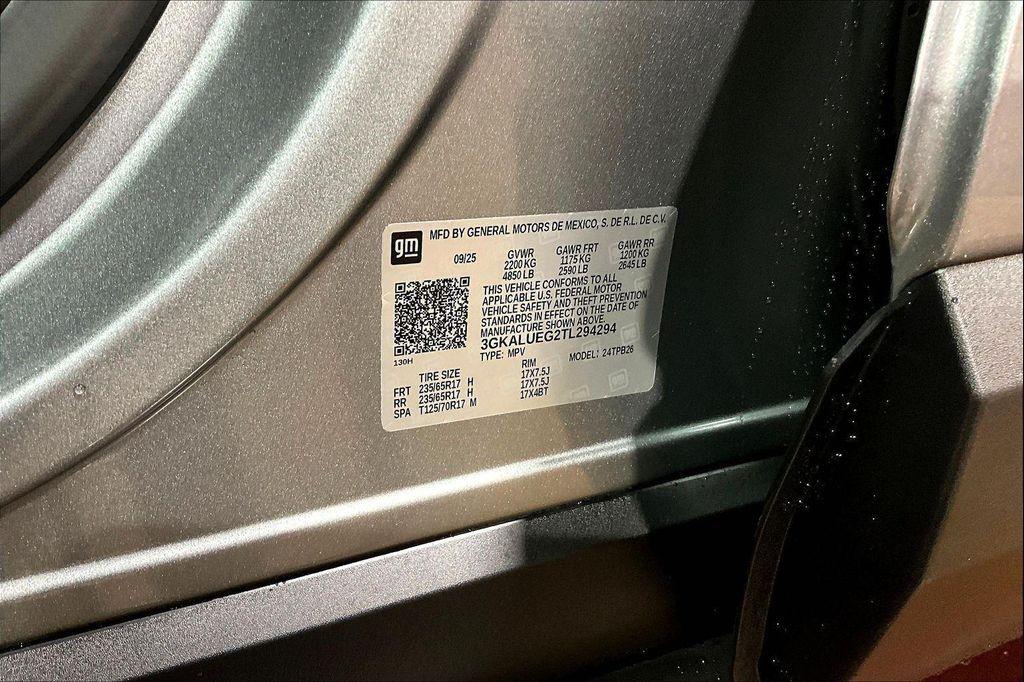 gm
MFD BY GENERAL MOTORS DE MEXICO, S. DE R.L. DE C.V.
09/25 GVWR GAWR FRT GAWR RR
2200 KG 1175 KG 1200 KG
4850 LB 2590 LB 2645 LB
THIS VEHICLE CONFORMS TO ALL
APPLICABLE U.S. FEDERAL MOTOR
VEHICLE SAFETY AND THEFT PREVENTION
STANDARDS IN EFFECT ON THE DATE OF
MANUFACTURE SHOWN ABOVE.
3GKALUEG2TL294294
130H TYPE: MPV MODEL: 24TPB26
TIRE SIZE RIM
FRT 235/65R17 H 17X7.5J
RR 235/65R17 H 17X7.5J
SPA T125/70R17 M 17X4BT